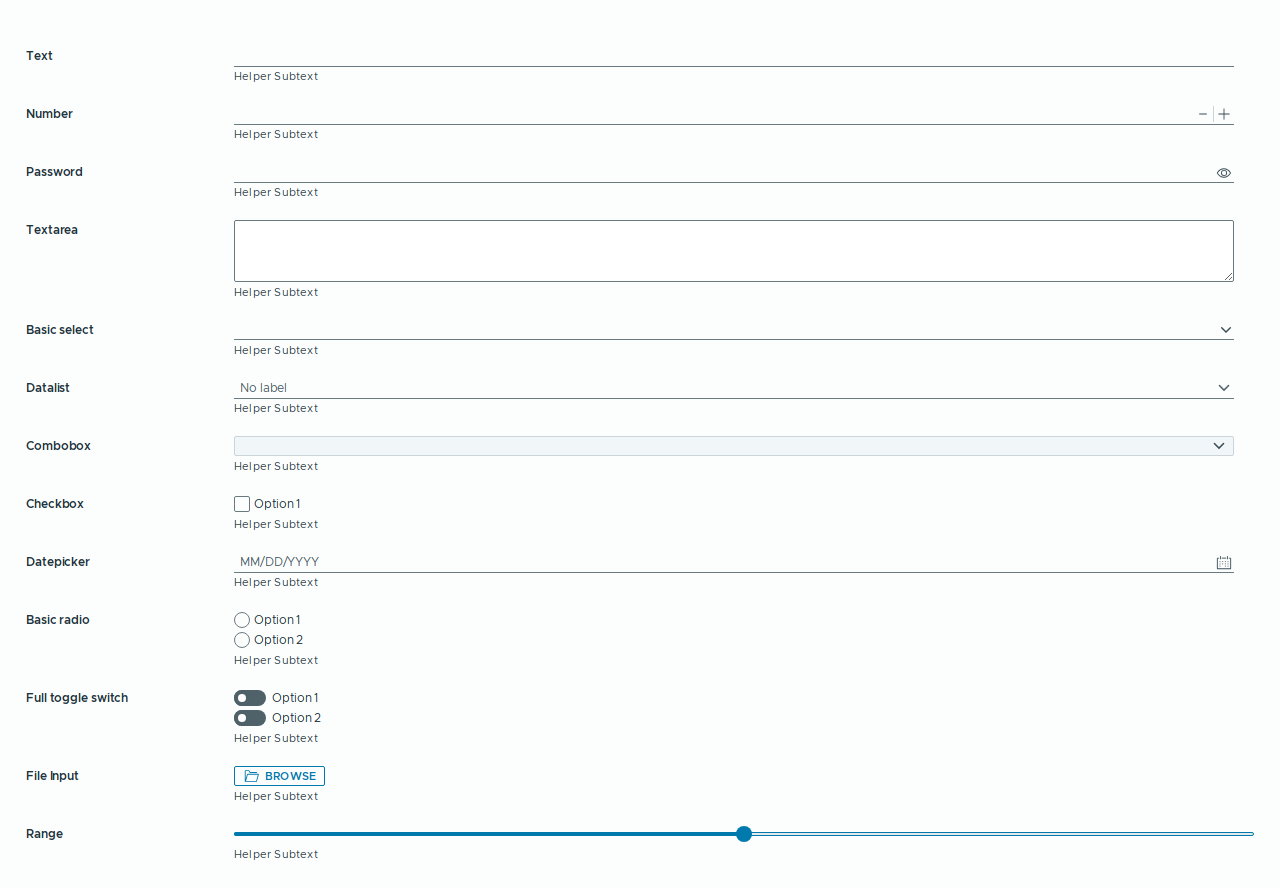 Text
Helper Subtext
Number
Helper Subtext
Password
Helper Subtext
Textarea
Helper Subtext
Basic select
Helper Subtext
Datalist
No label
Helper Subtext
Combobox
Helper Subtext
Checkbox
Option 1
Helper Subtext
Datepicker
MM/DD/YYYY
Helper Subtext
Basic radio
Option 1
Option 2
Helper Subtext
Full toggle switch
Option 1
Option 2
Helper Subtext
File Input
BROWSE
Helper Subtext
Range
Helper Subtext